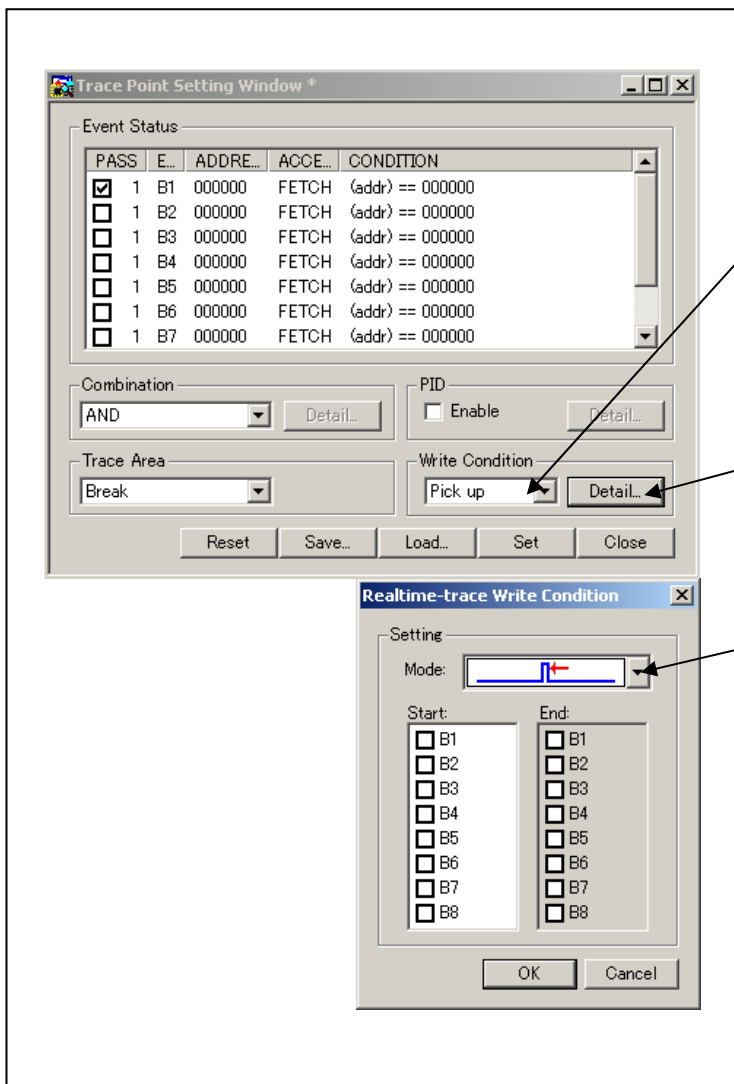 Trace Point Setting Window *
Event Status
PASS E... ADDRE... ACCE... CONDITION
1 B1 000000 FETCH (addr) == 000000
1 B2 000000 FETCH (addr) == 000000
1 B3 000000 FETCH (addr) == 000000
1 B4 000000 FETCH (addr) == 000000
1 B5 000000 FETCH (addr) == 000000
1 B6 000000 FETCH (addr) == 000000
1 B7 000000 FETCH (addr) == 000000
Combination
AND Detail...
PID
Enable Detail...
Trace Area
Break
Write Condition
Pick up Detail...
Reset Save... Load... Set Close
Realtime-trace Write Condition
Setting
Mode:
Start: End:
B1 B1
B2 B2
B3 B3
B4 B4
B5 B5
B6 B6
B7 B7
B8 B8
OK Cancel